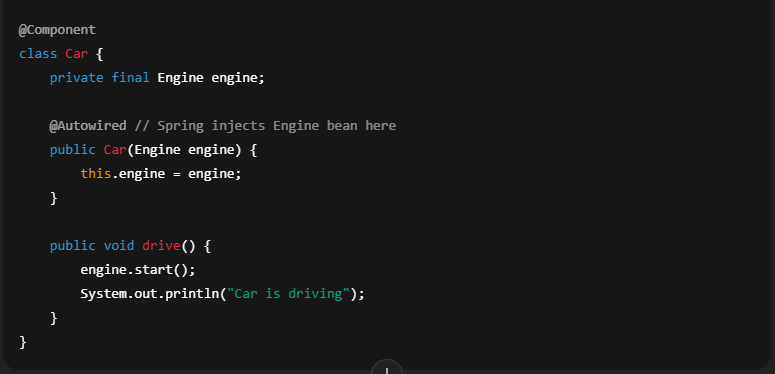 @Component
class Car {
    private final Engine engine;

    @Autowired // Spring injects Engine bean here
    public Car(Engine engine) {
        this.engine = engine;
    }

    public void drive() {
        engine.start();
        System.out.println("Car is driving");
    }
}